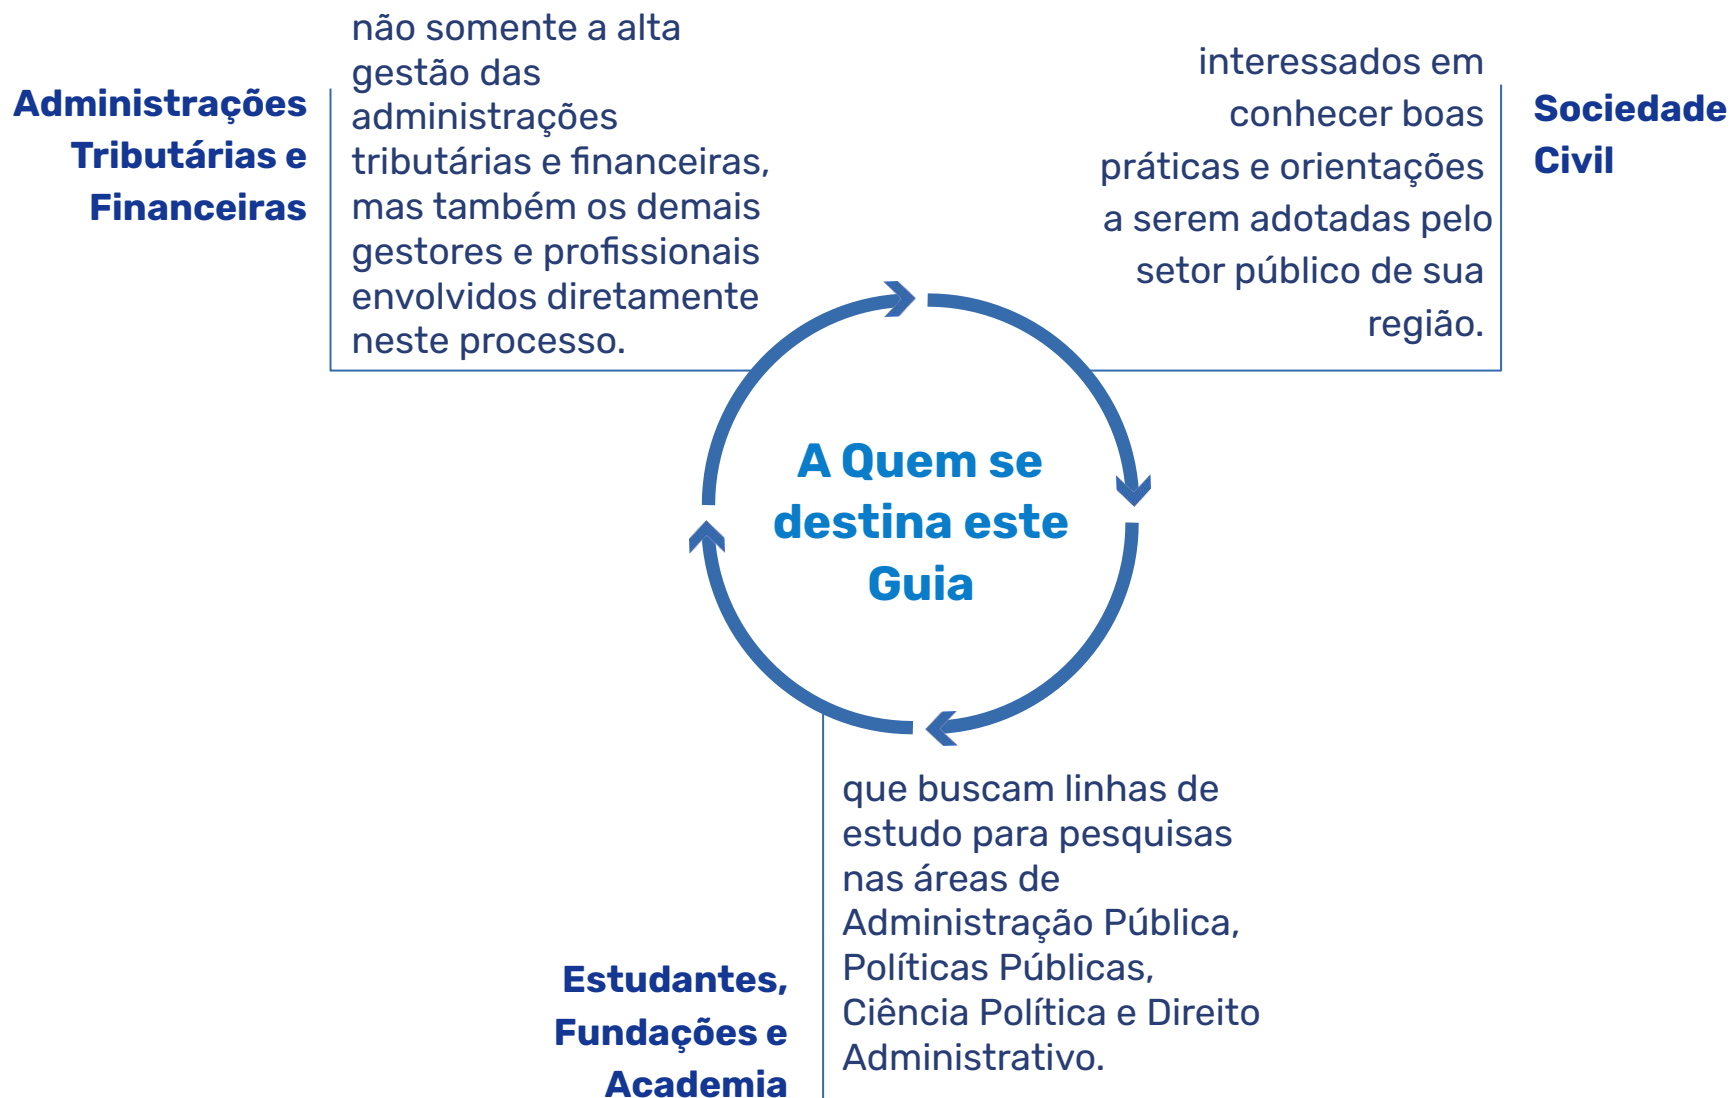 Administrações
Tributárias e
Financeiras
não somente a alta
gestão das
administrações
tributárias e financeiras,
mas também os demais
gestores e profissionais
envolvidos diretamente
neste processo.
interessados em
conhecer boas
práticas e orientações
a serem adotadas pelo
setor público de sua
região.
Sociedade
Civil
A Quem se
destina este
Guia
Estudantes,
Fundações e
Academia
que buscam linhas de
estudo para pesquisas
nas áreas de
Administração Pública,
Políticas Públicas,
Ciência Política e Direito
Administrativo.